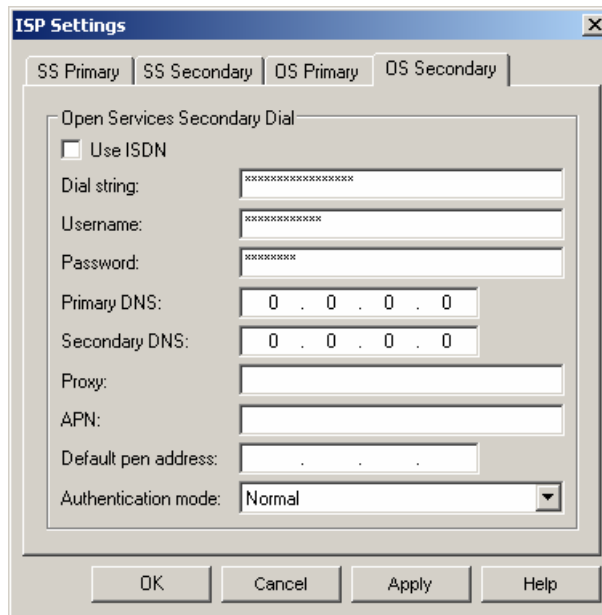 ISP Settings
SS Primary SS Secondary OS Primary OS Secondary
Open Services Secondary Dial
Use ISDN
Dial string: *****************
Username: ************
Password: ********
Primary DNS: 0 . 0 . 0 . 0
Secondary DNS: 0 . 0 . 0 . 0
Proxy:
APN:
Default pen address: . . .
Authentication mode: Normal
OK Cancel Apply Help